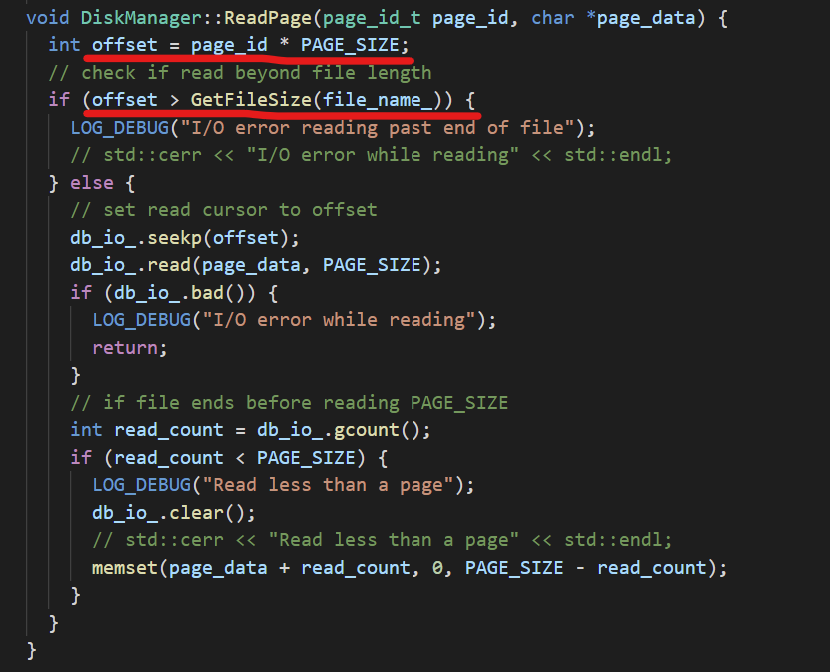 void DiskManager::ReadPage(page_id_t page_id, char *page_data) {
  int offset = page_id * PAGE_SIZE;
  // check if read beyond file length
  if (offset > GetFileSize(file_name_)) {
    LOG_DEBUG("I/O error reading past end of file");
    // std::cerr << "I/O error while reading" << std::endl;
  } else {
    // set read cursor to offset
    db_io_.seekp(offset);
    db_io_.read(page_data, PAGE_SIZE);
    if (db_io_.bad()) {
      LOG_DEBUG("I/O error while reading");
      return;
    }
    // if file ends before reading PAGE_SIZE
    int read_count = db_io_.gcount();
    if (read_count < PAGE_SIZE) {
      LOG_DEBUG("Read less than a page");
      db_io_.clear();
      // std::cerr << "Read less than a page" << std::endl;
      memset(page_data + read_count, 0, PAGE_SIZE - read_count);
    }
  }
}